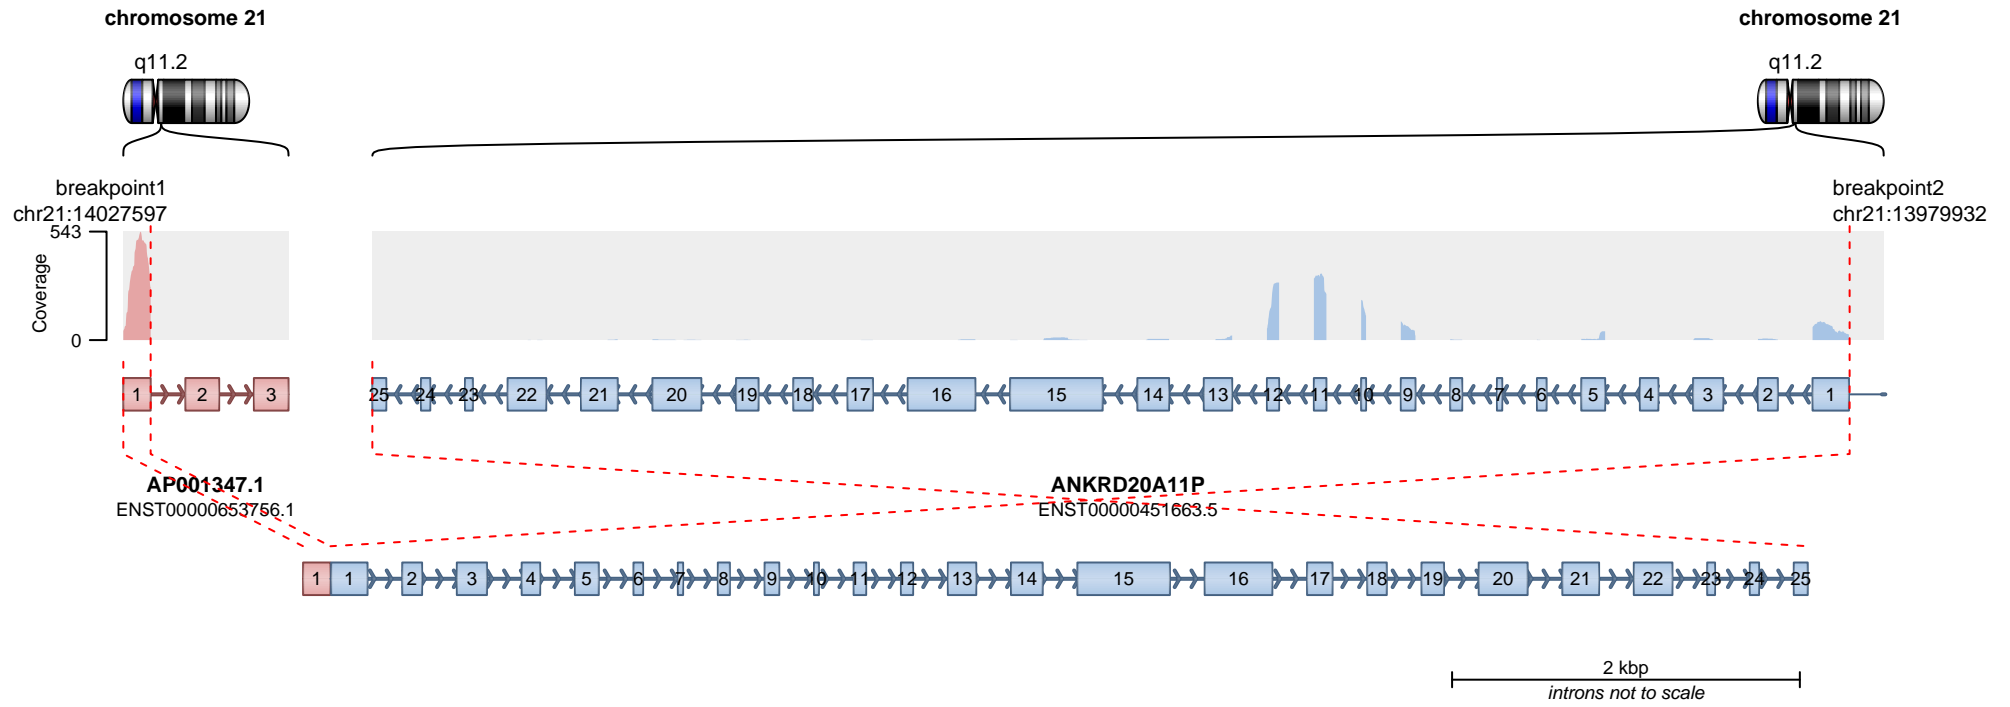 chromosome 21
chromosome 21
q11.2
q11.2
breakpoint1
chr21:14027597
breakpoint2
chr21:13979932
543
Coverage
0
1 2 3
25 24 23 22 21 20 19 18 17 16 15 14 13 12 11 10 9 8 7 6 5 4 3 2 1
AP001347.1
ENST00000653756.1
ANKRD20A11P
ENST00000451663.5
1 1 2 3 4 5 6 7 8 9 10 11 12 13 14 15 16 17 18 19 20 21 22 23 24 25
2 kbp
introns not to scale